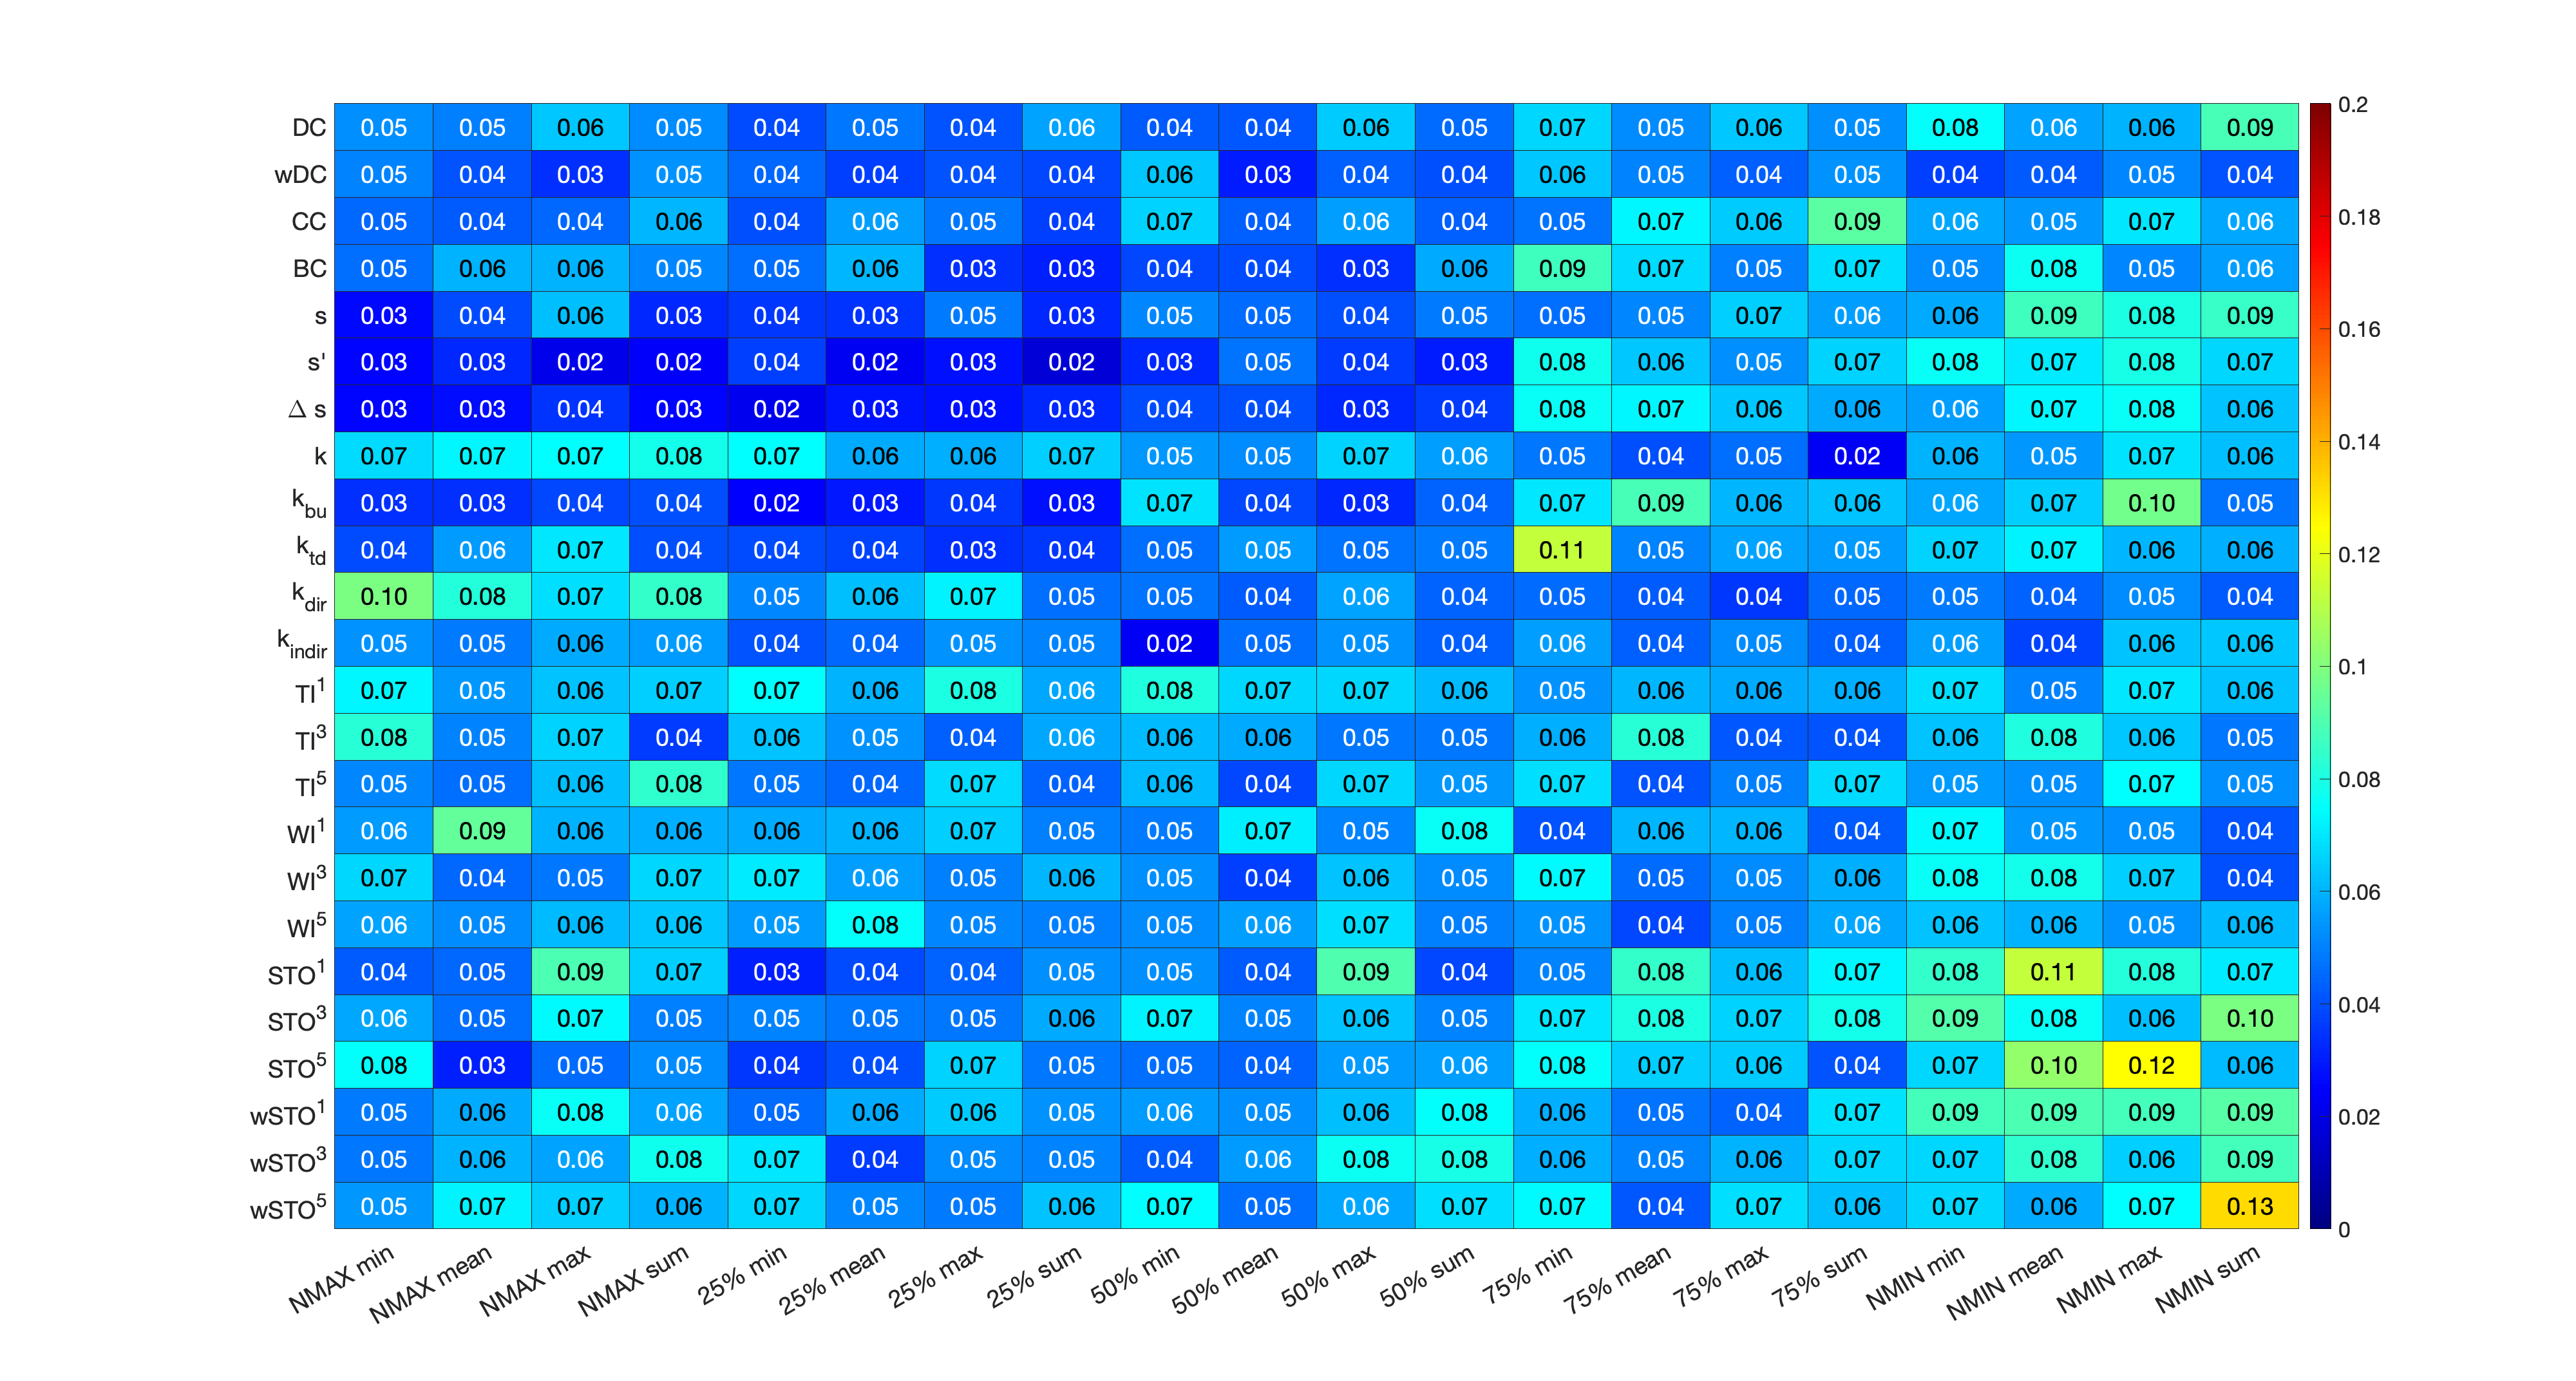 DC 0.05 0.05 0.06 0.05 0.04 0.05 0.04 0.06 0.04 0.04 0.06 0.05 0.07 0.05 0.06 0.05 0.08 0.06 0.06 0.09 0.2
wDC 0.05 0.04 0.03 0.05 0.04 0.04 0.04 0.04 0.06 0.03 0.04 0.04 0.06 0.05 0.04 0.05 0.04 0.04 0.05 0.04
CC 0.05 0.04 0.04 0.06 0.04 0.06 0.05 0.04 0.07 0.04 0.06 0.04 0.05 0.07 0.06 0.09 0.06 0.05 0.07 0.06 0.18
BC 0.05 0.06 0.06 0.05 0.05 0.06 0.03 0.03 0.04 0.04 0.03 0.06 0.09 0.07 0.05 0.07 0.05 0.08 0.05 0.06
s 0.03 0.04 0.06 0.03 0.04 0.03 0.05 0.03 0.05 0.05 0.04 0.05 0.05 0.05 0.07 0.06 0.06 0.09 0.08 0.09 0.16
s' 0.03 0.03 0.02 0.02 0.04 0.02 0.03 0.02 0.03 0.05 0.04 0.03 0.08 0.06 0.05 0.07 0.08 0.07 0.08 0.07
Δ s 0.03 0.03 0.04 0.03 0.02 0.03 0.03 0.03 0.04 0.04 0.03 0.04 0.08 0.07 0.06 0.06 0.06 0.07 0.08 0.06
k 0.07 0.07 0.07 0.08 0.07 0.06 0.06 0.07 0.05 0.05 0.07 0.06 0.05 0.04 0.05 0.02 0.06 0.05 0.07 0.06 0.14
k_bu 0.03 0.03 0.04 0.04 0.02 0.03 0.04 0.03 0.07 0.04 0.03 0.04 0.07 0.09 0.06 0.06 0.06 0.07 0.10 0.05
k_td 0.04 0.06 0.07 0.04 0.04 0.04 0.03 0.04 0.05 0.05 0.05 0.05 0.11 0.05 0.06 0.05 0.07 0.07 0.06 0.06 0.12
k_dir 0.10 0.08 0.07 0.08 0.05 0.06 0.07 0.05 0.05 0.04 0.06 0.04 0.05 0.04 0.04 0.05 0.05 0.04 0.05 0.04
k_indir 0.05 0.05 0.06 0.06 0.04 0.04 0.05 0.05 0.02 0.05 0.05 0.04 0.06 0.04 0.05 0.04 0.06 0.04 0.06 0.06 0.1
TI^1 0.07 0.05 0.06 0.07 0.07 0.06 0.08 0.06 0.08 0.07 0.07 0.06 0.05 0.06 0.06 0.06 0.07 0.05 0.07 0.06
TI^3 0.08 0.05 0.07 0.04 0.06 0.05 0.04 0.06 0.06 0.06 0.05 0.05 0.06 0.08 0.04 0.04 0.06 0.08 0.06 0.05
TI^5 0.05 0.05 0.06 0.08 0.05 0.04 0.07 0.04 0.06 0.04 0.07 0.05 0.07 0.04 0.05 0.07 0.05 0.05 0.07 0.05 0.08
WI^1 0.06 0.09 0.06 0.06 0.06 0.06 0.07 0.05 0.05 0.07 0.05 0.08 0.04 0.06 0.06 0.04 0.07 0.05 0.05 0.04
WI^3 0.07 0.04 0.05 0.07 0.07 0.06 0.05 0.06 0.05 0.04 0.06 0.05 0.07 0.05 0.05 0.06 0.08 0.08 0.07 0.04 0.06
WI^5 0.06 0.05 0.06 0.06 0.05 0.08 0.05 0.05 0.05 0.06 0.07 0.05 0.05 0.04 0.05 0.06 0.06 0.06 0.05 0.06
STO^1 0.04 0.05 0.09 0.07 0.03 0.04 0.04 0.05 0.05 0.04 0.09 0.04 0.05 0.08 0.06 0.07 0.08 0.11 0.08 0.07
STO^3 0.06 0.05 0.07 0.05 0.05 0.05 0.05 0.06 0.07 0.05 0.06 0.05 0.07 0.08 0.07 0.08 0.09 0.08 0.06 0.10 0.04
STO^5 0.08 0.03 0.05 0.05 0.04 0.04 0.07 0.05 0.05 0.04 0.05 0.06 0.08 0.07 0.06 0.04 0.07 0.10 0.12 0.06
wSTO^1 0.05 0.06 0.08 0.06 0.05 0.06 0.06 0.05 0.06 0.05 0.06 0.08 0.06 0.05 0.04 0.07 0.09 0.09 0.09 0.09 0.02
wSTO^3 0.05 0.06 0.06 0.08 0.07 0.04 0.05 0.05 0.04 0.06 0.08 0.08 0.06 0.05 0.06 0.07 0.07 0.08 0.06 0.09
wSTO^5 0.05 0.07 0.07 0.06 0.07 0.05 0.05 0.06 0.07 0.05 0.06 0.07 0.07 0.04 0.07 0.06 0.07 0.06 0.07 0.13 0
NMAX min NMAX mean NMAX max NMAX sum 25% min 25% mean 25% max 25% sum 50% min 50% mean 50% max 50% sum 75% min 75% mean 75% max 75% sum NMIN min NMIN mean NMIN max NMIN sum